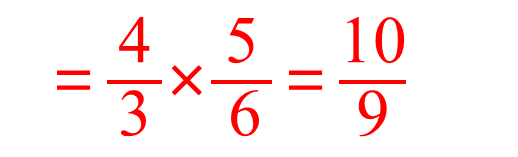 = 4/3 × 5/6 = 10/9